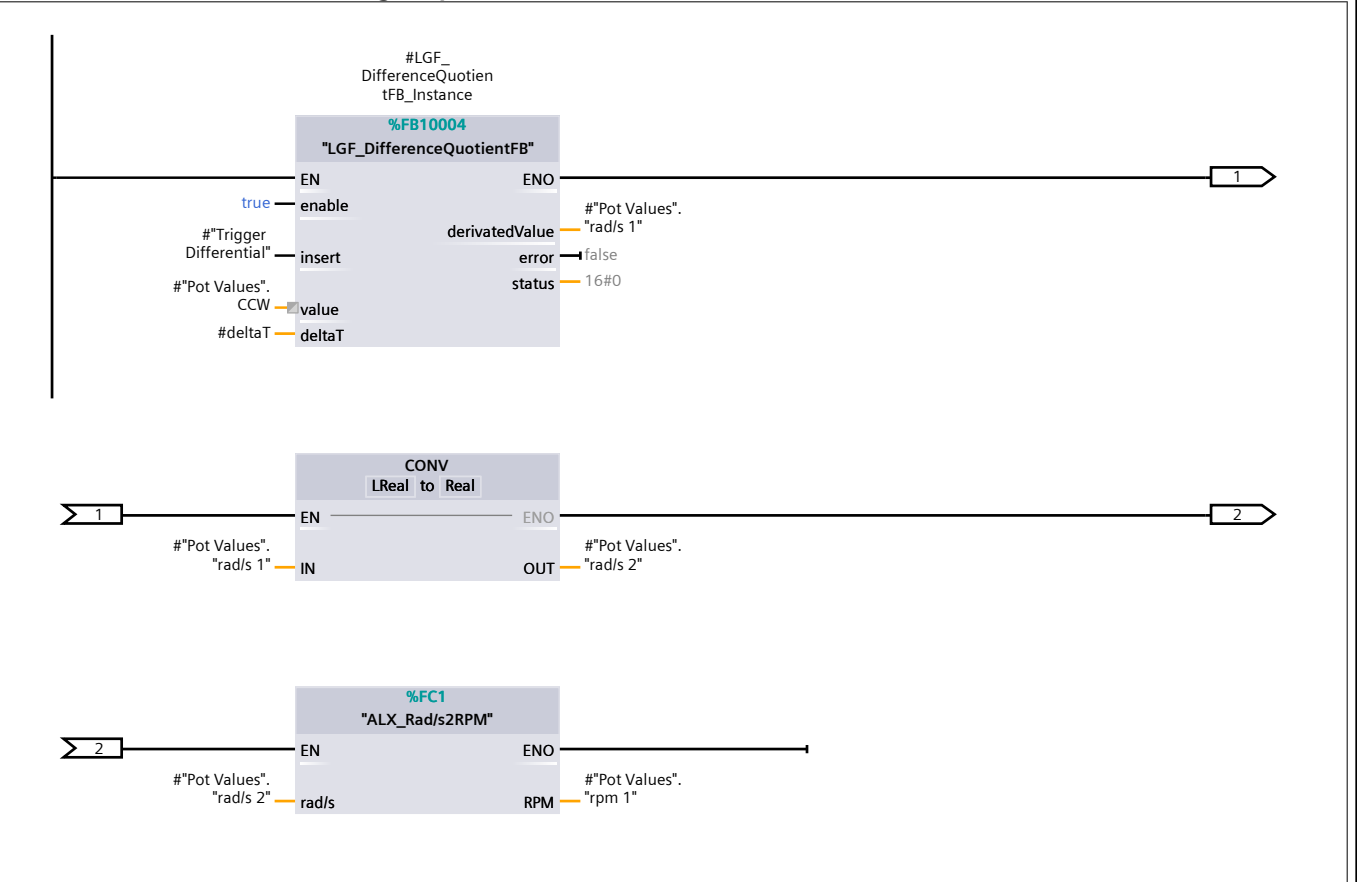 #LGF_
DifferenceQuotien
tFB_Instance
%FB10004
"LGF_DifferenceQuotientFB"
EN ENO 1
true enable
#"Pot Values".
derivatedValue "rad/s 1"
#"Trigger
Differential" insert
error false
status 16#0
#"Pot Values".
CCW value
#deltaT deltaT
CONV
LReal to Real
1 EN ENO 2
#"Pot Values". #"Pot Values".
"rad/s 1" IN OUT "rad/s 2"
%FC1
"ALX_Rad/s2RPM"
2 EN ENO
#"Pot Values". #"Pot Values".
"rad/s 2" rad/s RPM "rpm 1"